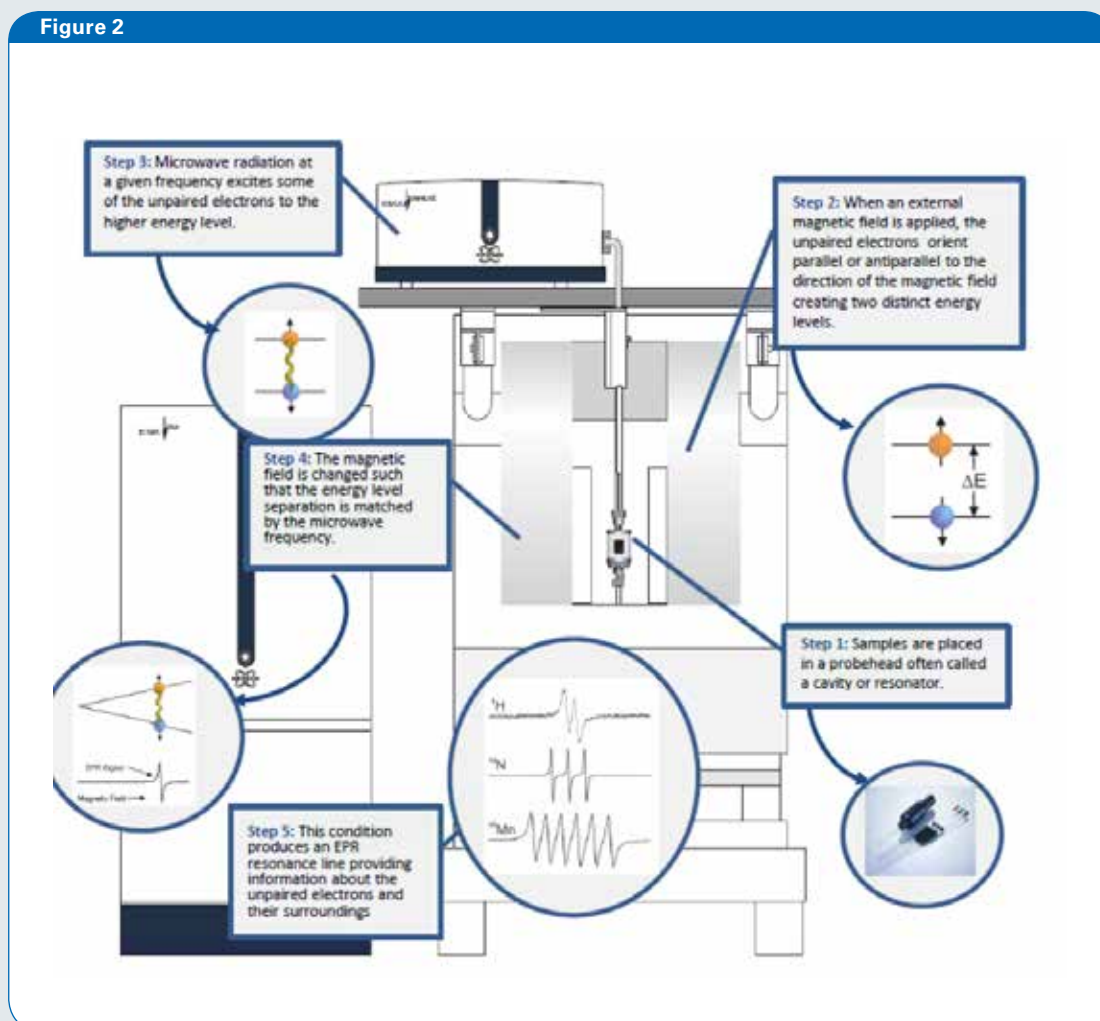 Figure 2
Step 3: Microwave radiation at
a given frequency excites some
of the unpaired electrons to the
higher energy level.
Step 2: When an external
magnetic field is applied, the
unpaired electrons orient
parallel or antiparallel to the
direction of the magnetic field
creating two distinct energy
levels.
Step 4: The magnetic
field is changed such
that the energy level
separation is matched
by the microwave
frequency.
ΔE
Step 1: Samples are placed
in a probehead often called
a cavity or resonator.
EPR Signal
Magnetic Field
H
N
Mn
Step 5: This condition
produces an EPR
resonance line providing
information about the
unpaired electrons and
their surroundings